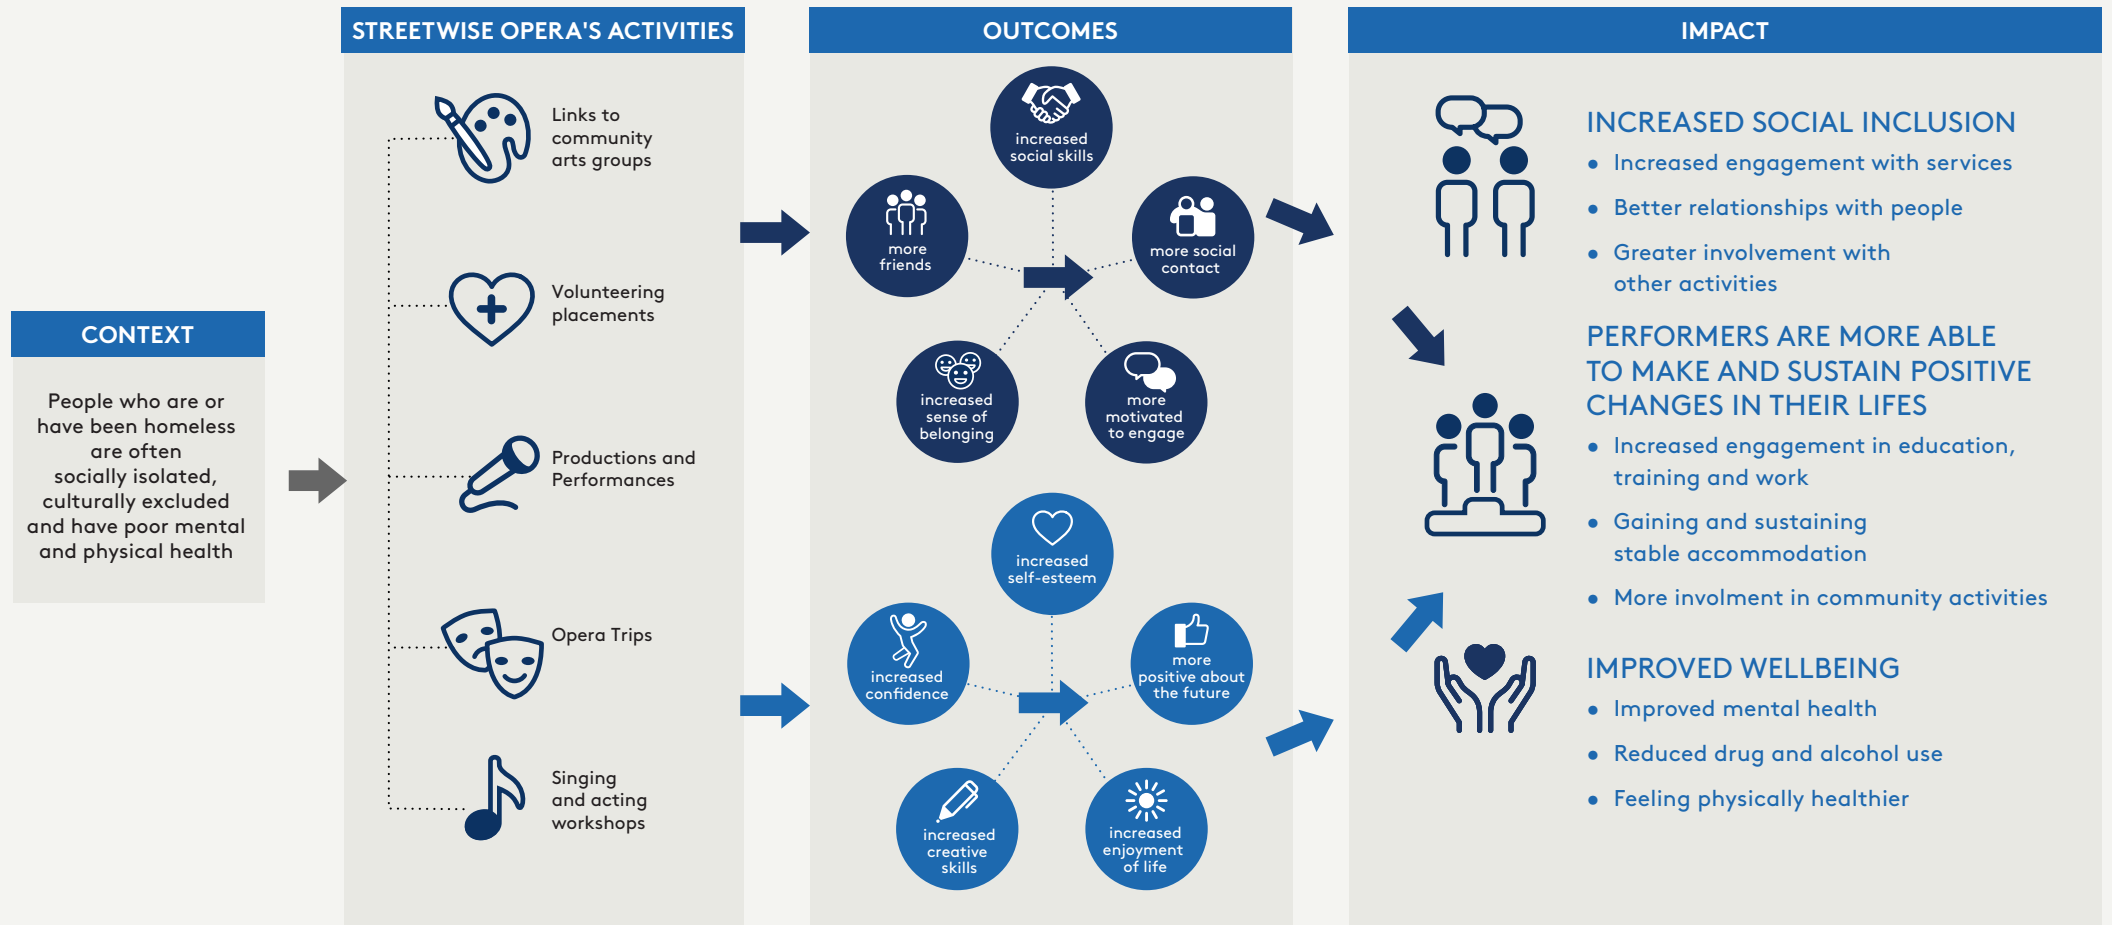 CONTEXT
People who are or
have been homeless
are often
socially isolated,
culturally excluded
and have poor mental
and physical health
STREETWISE OPERA'S ACTIVITIES
Links to
community
arts groups
Volunteering
placements
Productions and
Performances
Opera Trips
Singing
and acting
workshops
OUTCOMES
increased
social skills
more
friends
more social
contact
increased
sense of
belonging
more
motivated
to engage
increased
self-esteem
increased
confidence
more
positive about
the future
increased
creative
skills
increased
enjoyment
of life
IMPACT
INCREASED SOCIAL INCLUSION
• Increased engagement with services
• Better relationships with people
• Greater involvement with
other activities
PERFORMERS ARE MORE ABLE
TO MAKE AND SUSTAIN POSITIVE
CHANGES IN THEIR LIFES
• Increased engagement in education,
training and work
• Gaining and sustaining
stable accommodation
• More involment in community activities
IMPROVED WELLBEING
• Improved mental health
• Reduced drug and alcohol use
• Feeling physically healthier